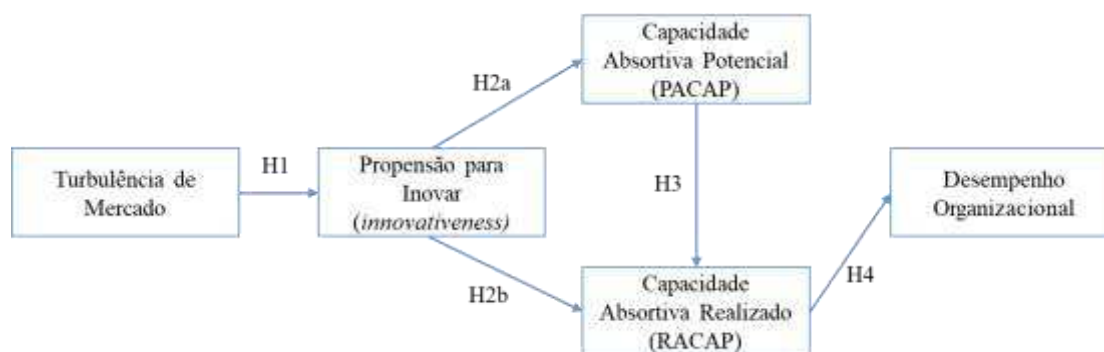 Capacidade
Absortiva Potencial
(PACAP)
H2a
H1
Turbulência de
Mercado
Propensão para
Inovar
(innovativeness)
H3
Desempenho
Organizacional
H2b
Capacidade
Absortiva Realizado
(RACAP)
H4